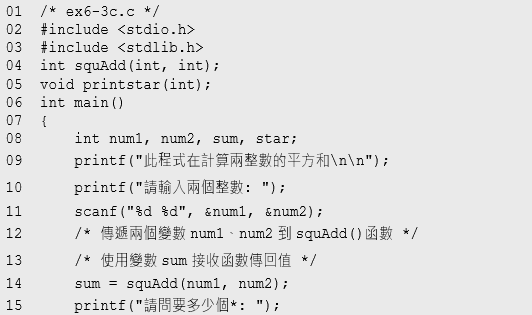 01 /* ex6-3c.c */
02 #include <stdio.h>
03 #include <stdlib.h>
04 int squAdd(int, int);
05 void printstar(int);
06 int main()
07 {
08     int num1, num2, sum, star;
09     printf("此程式在計算兩整數的平方和\n\n");
10     printf("請輸入兩個整數: ");
11     scanf("%d %d", &num1, &num2);
12     /* 傳遞兩個變數 num1、num2 到 squAdd()函數 */
13     /* 使用變數 sum 接收函數傳回值 */
14     sum = squAdd(num1, num2);
15     printf("請問要多少個*: ");